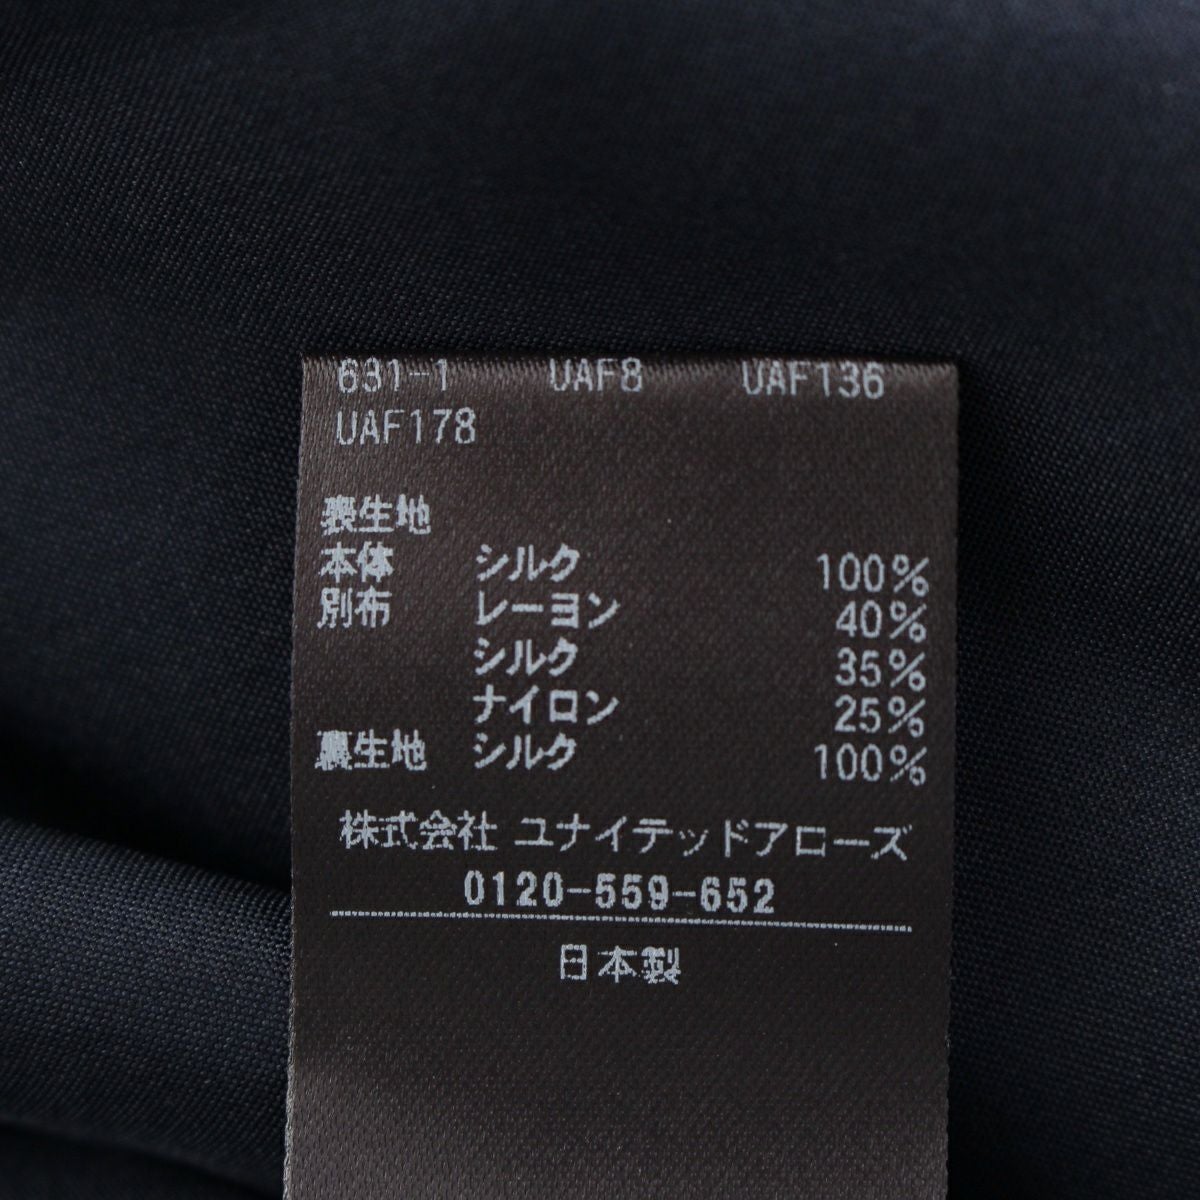 631-1 UAF8 UAF136
UAF178
表生地
本体 シルク 100%
別布 レーヨン 40%
シルク 35%
ナイロン 25%
裏生地 シルク 100%
株式会社 ユナイテッドアローズ
0120-559-652
日本製